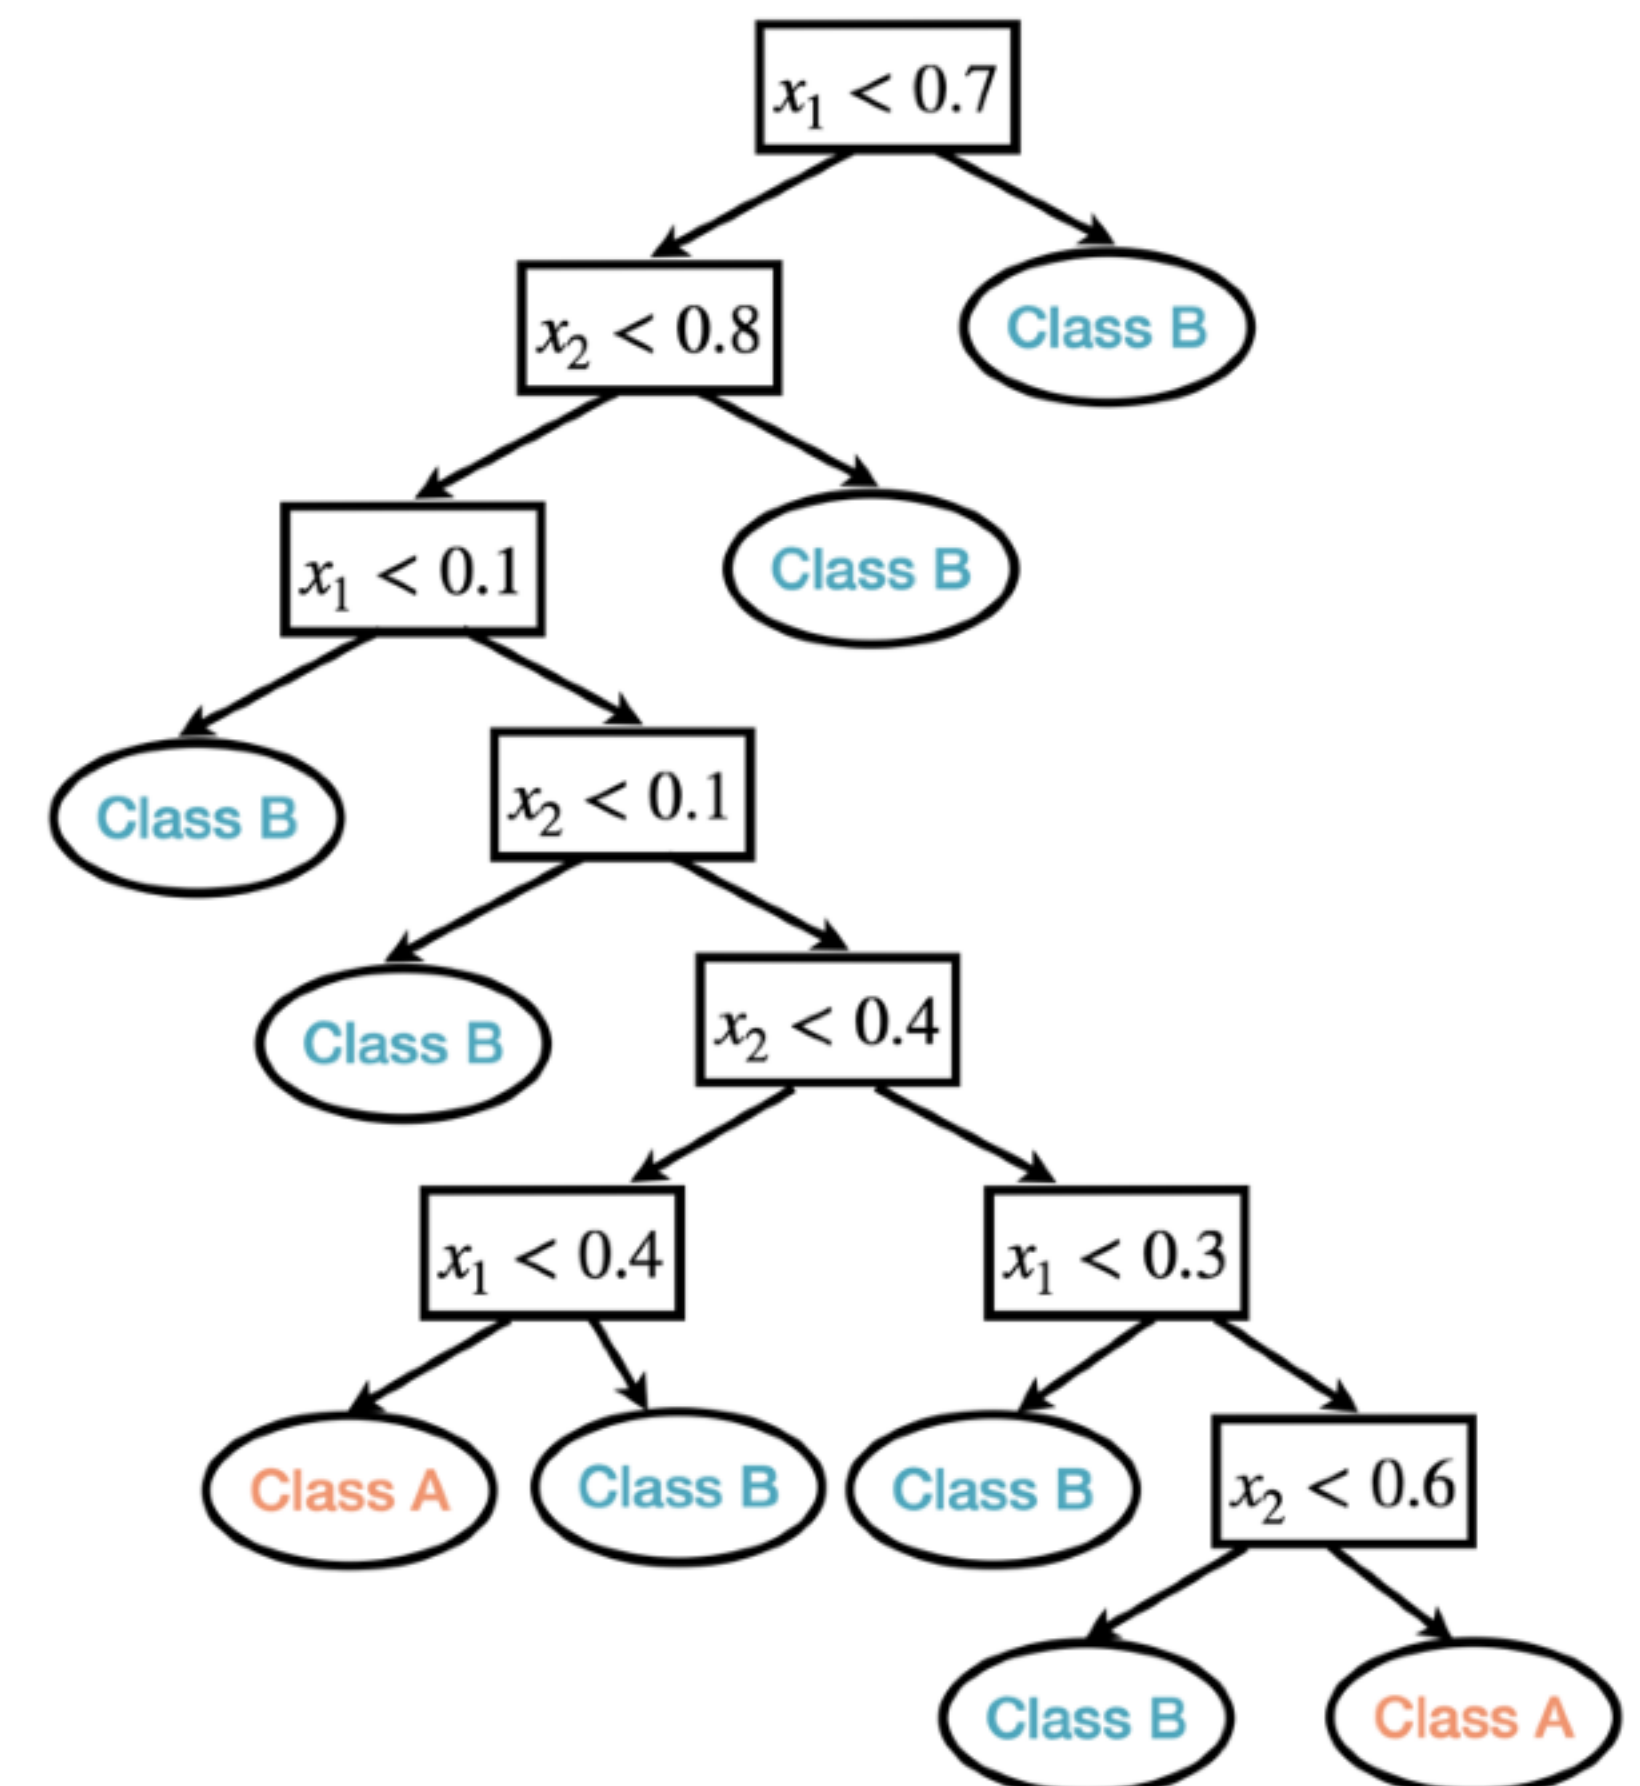 x₁ < 0.7
x₂ < 0.8
Class B
x₁ < 0.1
Class B
Class B
x₂ < 0.1
Class B
x₂ < 0.4
x₁ < 0.4
x₁ < 0.3
Class A
Class B
Class B
x₂ < 0.6
Class B
Class A